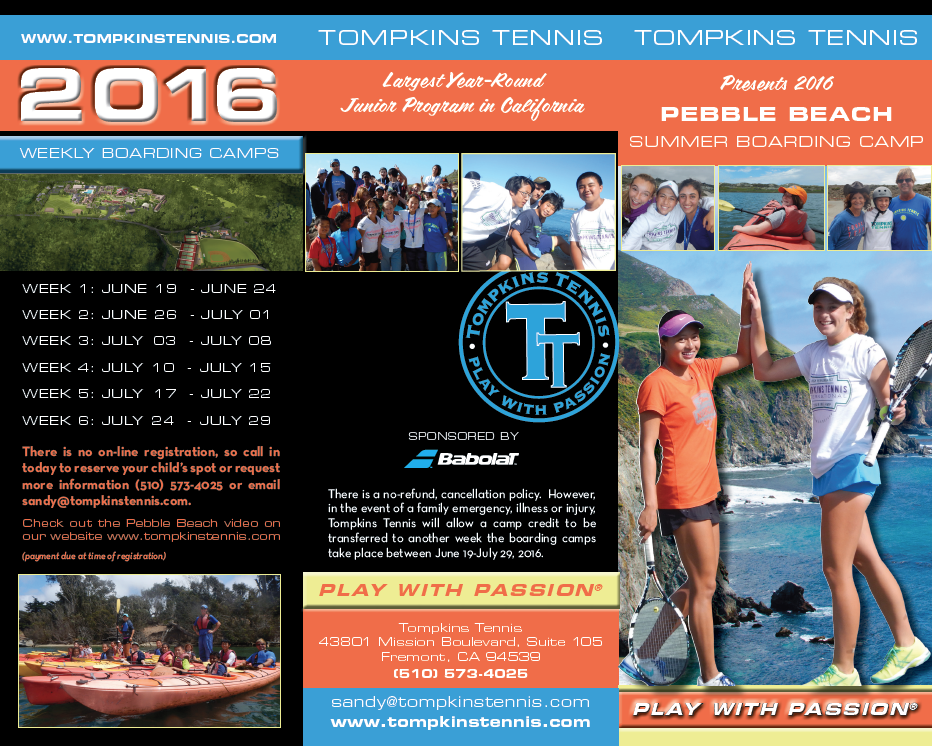 WWW.TOMPKINSTENNIS.COM
2016
WEEKLY BOARDING CAMPS
WEEK 1: JUNE 19 - JUNE 24
WEEK 2: JUNE 26 - JULY 01
WEEK 3: JULY 03 - JULY 08
WEEK 4: JULY 10 - JULY 15
WEEK 5: JULY 17 - JULY 22
WEEK 6: JULY 24 - JULY 29
There is no on-line registration, so call in
today to reserve your child's spot or request
more information (510) 573-4025 or email
sandy@tompkinstennis.com.
Check out the Pebble Beach video on
our website www.tompkinstennis.com
(payment due at time of registration)
TOMPKINS TENNIS
Largest Year-Round
Junior Program in California
TOMPKINS TENNIS
TT
PLAY WITH PASSION
SPONSORED BY
BabolaT
There is a no-refund, cancellation policy. However,
in the event of a family emergency, illness or injury,
Tompkins Tennis will allow a camp credit to be
transferred to another week the boarding camps
take place between June 19-July 29, 2016.
PLAY WITH PASSION®
Tompkins Tennis
43801 Mission Boulevard, Suite 105
Fremont, CA 94539
(510) 573-4025
sandy@tompkinstennis.com
www.tompkinstennis.com
TOMPKINS TENNIS
Presents 2016
PEBBLE BEACH
SUMMER BOARDING CAMP
PLAY WITH PASSION®